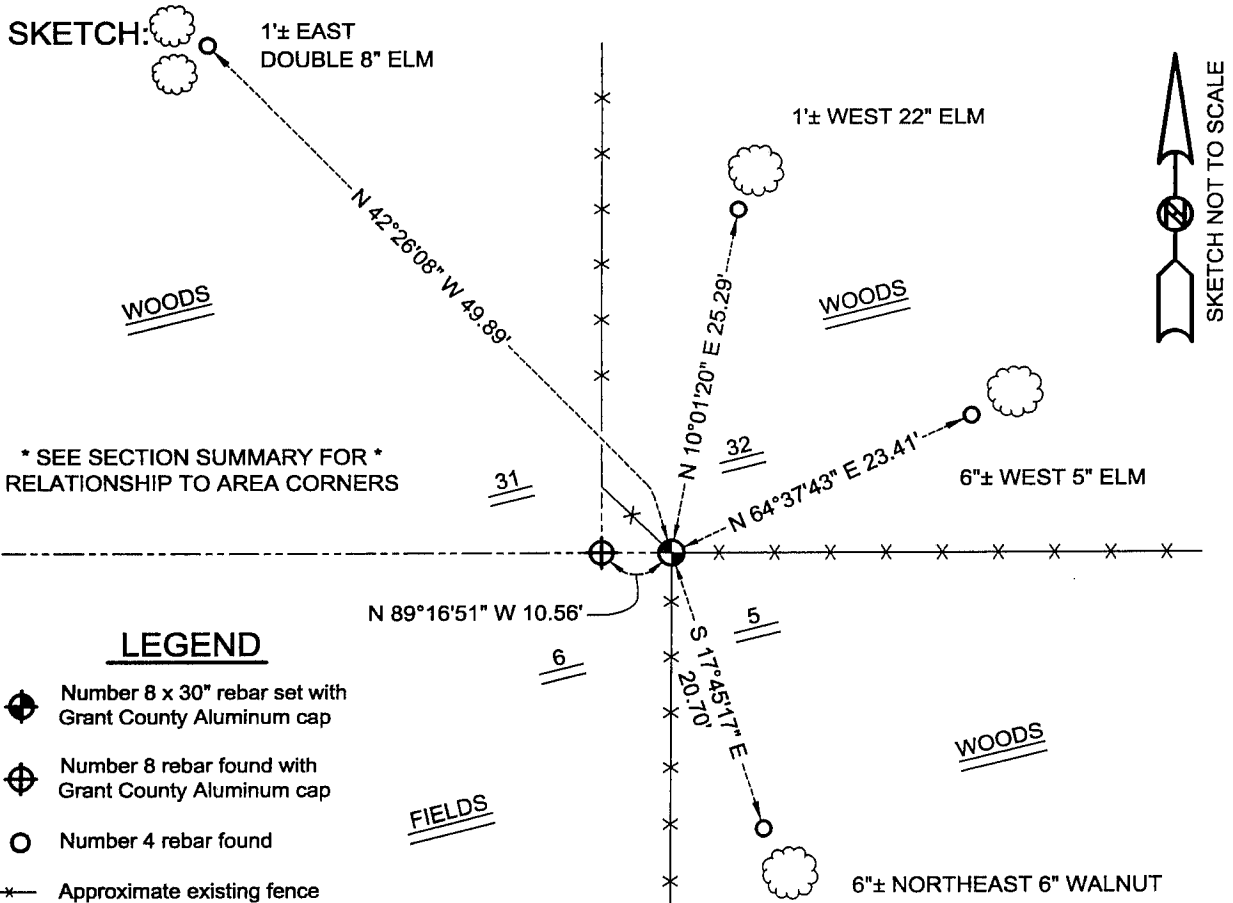 SKETCH:
1'± EAST
DOUBLE 8" ELM
1'± WEST 22" ELM
N
SKETCH NOT TO SCALE
N 42°26'08" W 49.89'
WOODS
WOODS
N 10°01'20" E 25.29'
* SEE SECTION SUMMARY FOR *
RELATIONSHIP TO AREA CORNERS
31
32
N 64°37'43" E 23.41'
6"± WEST 5" ELM
N 89°16'51" W 10.56'
5
6
S 17°45'17" E
20.70'
WOODS
FIELDS
6"± NORTHEAST 6" WALNUT
LEGEND
Number 8 x 30" rebar set with
Grant County Aluminum cap
Number 8 rebar found with
Grant County Aluminum cap
Number 4 rebar found
Approximate existing fence